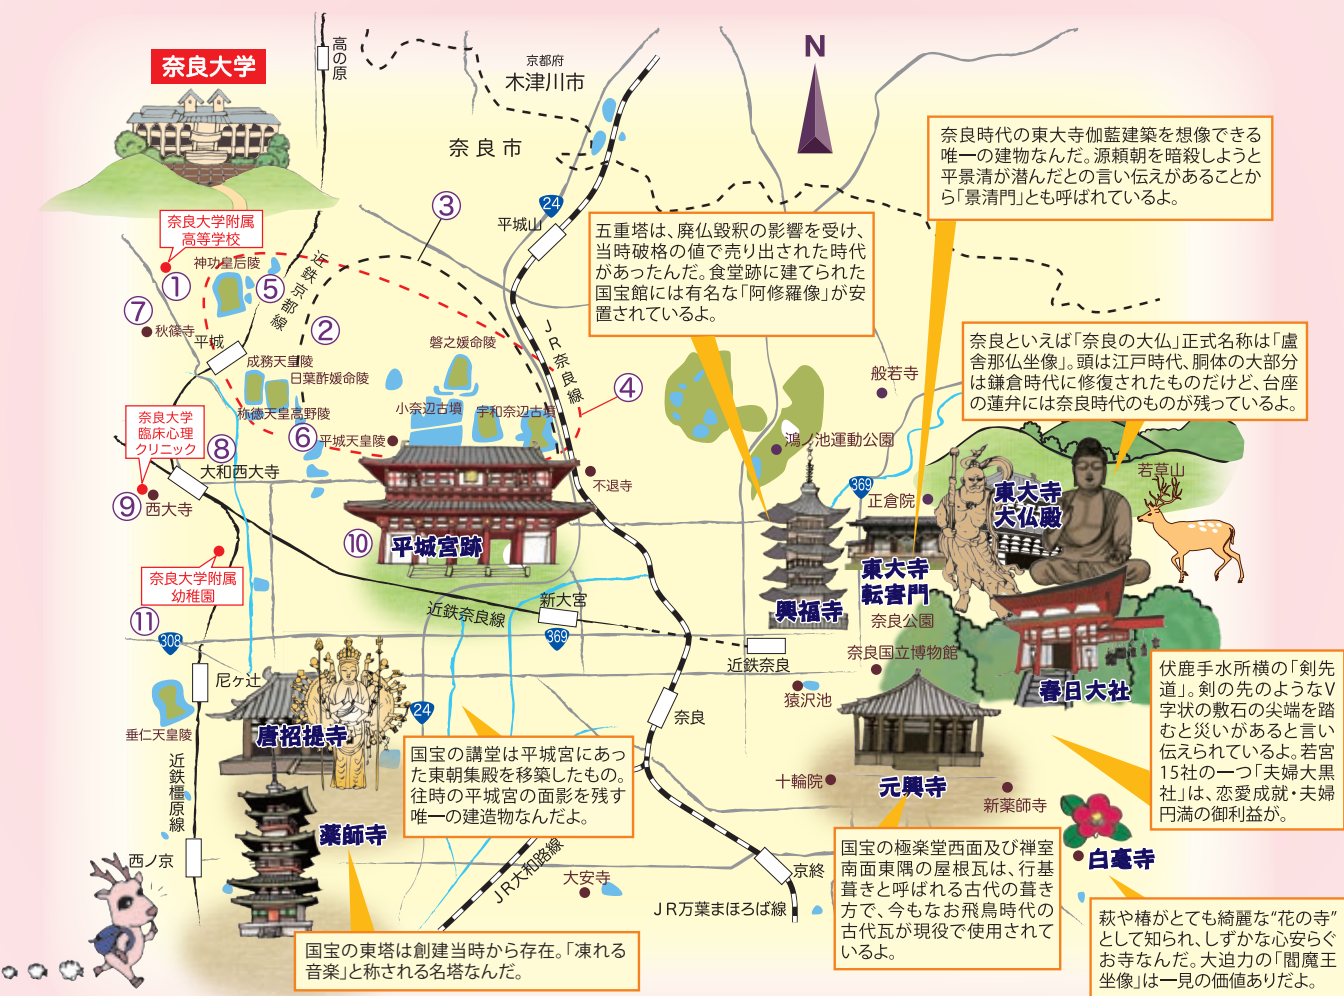 奈良大学
高の原
京都府
木津川市
奈良市
N
奈良時代の東大寺伽藍建築を想像できる
唯一の建物なんだ。源頼朝を暗殺しようと
平景清が潜んだとの言い伝えがあることか
ら「景清門」とも呼ばれているよ。
③
24
平城山
奈良大学附属
高等学校
五重塔は、廃仏毀釈の影響を受け、
当時破格の値で売り出された時代
があったんだ。食堂跡に建てられた
国宝館には有名な「阿修羅像」が安
置されているよ。
神功皇后陵
①
⑤
近鉄京都線
⑦
秋篠寺
②
平城
JR奈良線
磐之媛命陵
奈良といえば「奈良の大仏」正式名称は「盧
舎那仏坐像」。頭は江戸時代、胴体の大部分
は鎌倉時代に修復されたものだけど、台座
の蓮弁には奈良時代のものが残っているよ。
成務天皇陵
日葉酢媛命陵
④
般若寺
称徳天皇高野陵
小奈辺古墳
宇和奈辺古墳
奈良大学
臨床心理
クリニック
⑥
平城天皇陵
鴻ノ池運動公園
⑧
大和西大寺
不退寺
若草山
369
正倉院
東大寺
大仏殿
⑨
西大寺
⑩
平城宮跡
奈良大学附属
幼稚園
東大寺
転害門
興福寺
奈良公園
新大宮
近鉄奈良線
369
⑪
308
近鉄奈良
奈良国立博物館
尼ヶ辻
猿沢池
春日大社
伏鹿手水所横の「剣先
道」。剣の先のようなV
字状の敷石の尖端を踏
むと災いがあると言い
伝えられているよ。若宮
15社の一つ「夫婦大黒
社」は、恋愛成就・夫婦
円満の御利益が。
垂仁天皇陵
唐招提寺
24
奈良
国宝の講堂は平城宮にあっ
た東朝集殿を移築したもの。
往時の平城宮の面影を残す
唯一の建造物なんだよ。
近鉄橿原線
十輪院
元興寺
新薬師寺
薬師寺
西ノ京
国宝の極楽堂西面及び禅室
南面東隅の屋根瓦は、行基
葺きと呼ばれる古代の葺き
方で、今もなお飛鳥時代の
古代瓦が現役で使用されて
いるよ。
白毫寺
JR大和路線
大安寺
京終
JR万葉まほろば線
国宝の東塔は創建当時から存在。「凍れる
音楽」と称される名塔なんだ。
萩や椿がとても綺麗な“花の寺”
として知られ、しずかな心安らぐ
お寺なんだ。大迫力の「閻魔王
坐像」は一見の価値ありだよ。